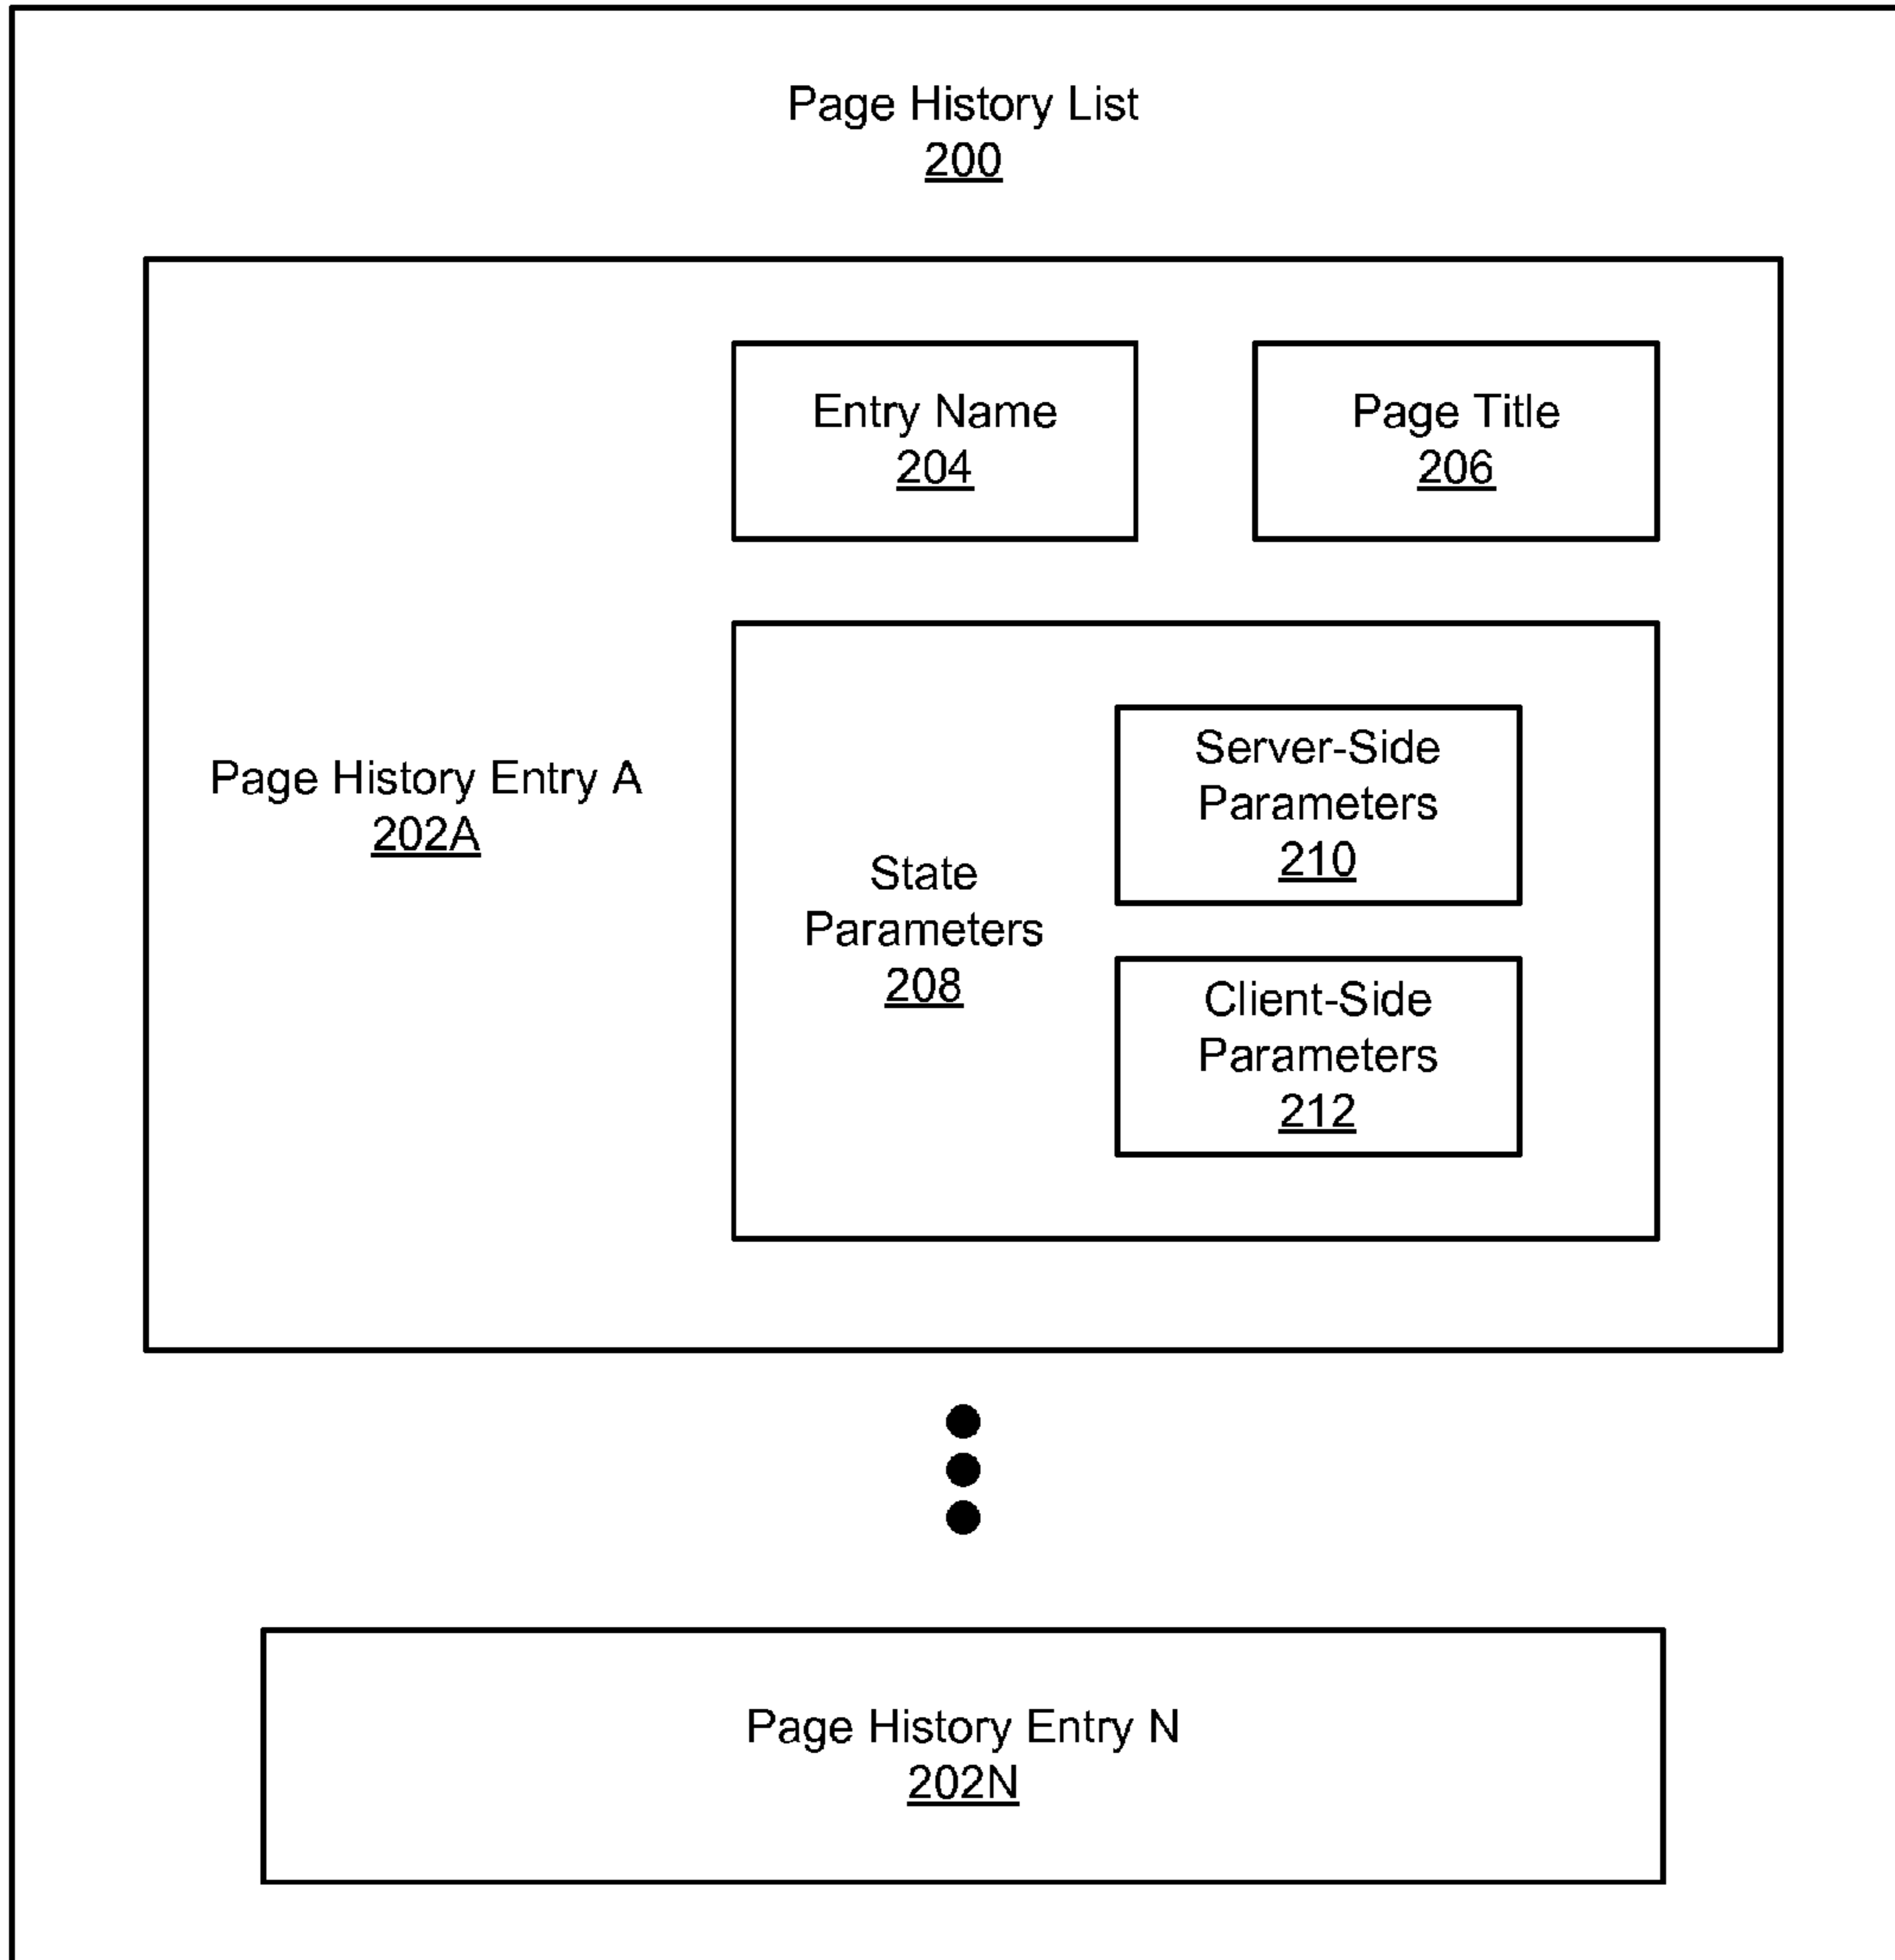 Page History List
200
Entry Name
204
Page Title
206
Page History Entry A
202A
State
Parameters
208
Server-Side
Parameters
210
Client-Side
Parameters
212
Page History Entry N
202N